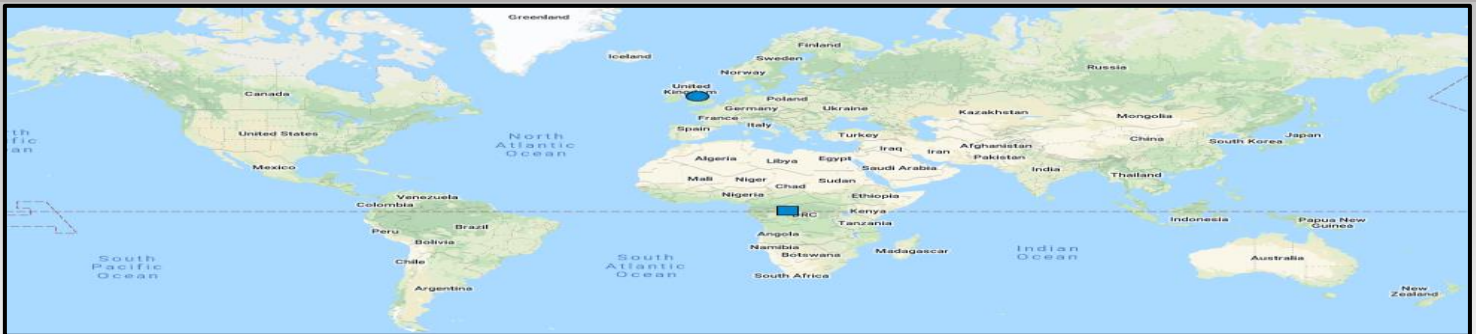 Greenland
Finland
Iceland
Sweden
Norway
Russia
United
Canada
Poland
Germany
Ukraine
Kazakhstan
France
Mongolia
Italy
Spain
United States
North
Atlantic
Ocean
Turkey
China
Japan
South Korea
Iraq
Iran
Afghanistan
Pakistan
Algeria
Libya
Egypt
Mexico
Saudi Arabia
India
Thailand
Mali
Niger
Sudan
Chad
Nigeria
Ethiopia
Venezuela
Colombia
Kenya
Indonesia
Papua New
Guinea
Tanzania
Brazil
Peru
Angola
Bolivia
Namibia
Botswana
Madagascar
Indian
Ocean
South
Pacific
Ocean
Chile
South
Atlantic
Ocean
Australia
South Africa
Argentina
New
Zealand